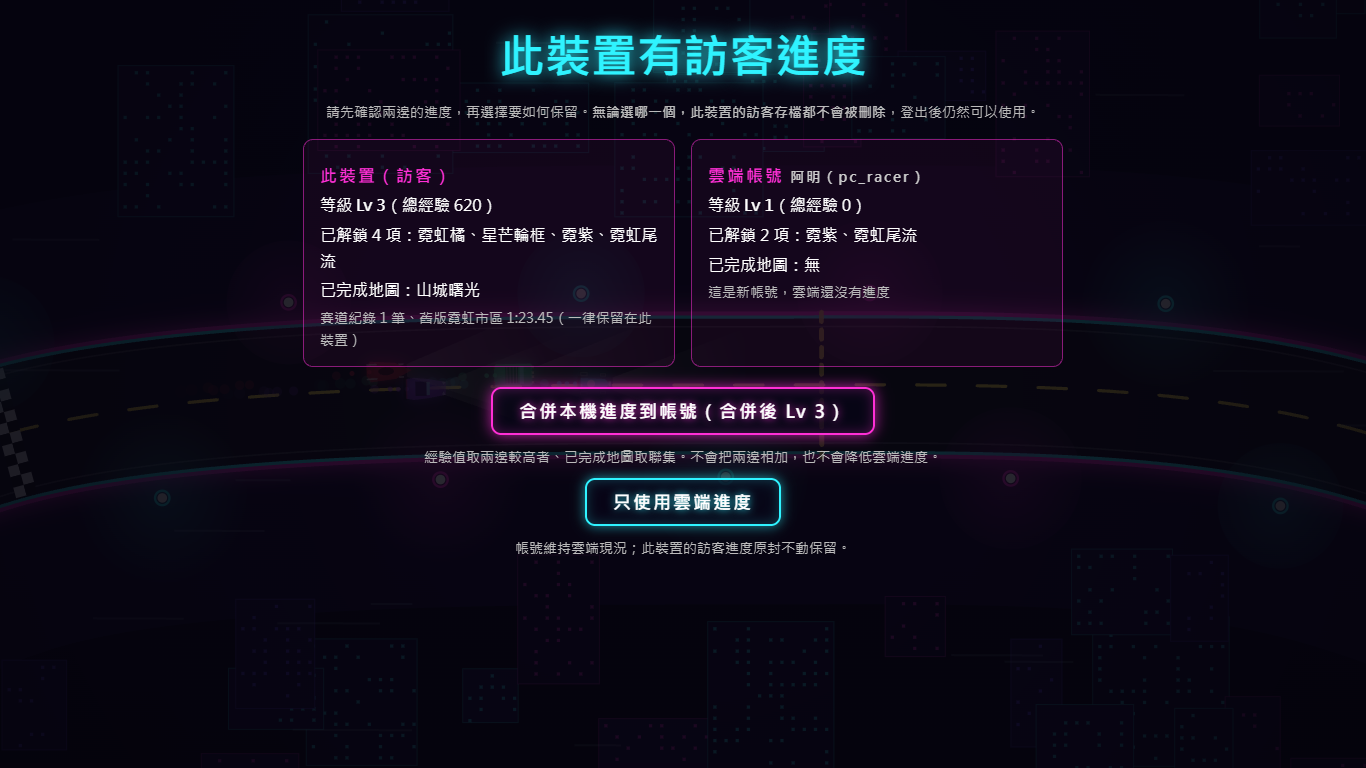 此裝置有訪客進度
請先確認兩邊的進度，再選擇要如何保留。無論選哪一個，此裝置的訪客存檔都不會被刪除，登出後仍然可以使用。
此裝置（訪客）
等級 Lv 3（總經驗 620）
已解鎖 4 項：霓虹橘、星芒輪框、霓紫、霓虹尾
流
已完成地圖：山城曙光
賽道紀錄 1 筆、舊版霓虹市區 1:23.45（一律保留在此
裝置）
雲端帳號 阿明（pc_racer）
等級 Lv 1（總經驗 0）
已解鎖 2 項：霓紫、霓虹尾流
已完成地圖：無
這是新帳號，雲端還沒有進度
合併本機進度到帳號（合併後 Lv 3）
經驗值取兩邊較高者、已完成地圖取聯集。不會把兩邊相加，也不會降低雲端進度。
只使用雲端進度
帳號維持雲端現況；此裝置的訪客進度原封不動保留。